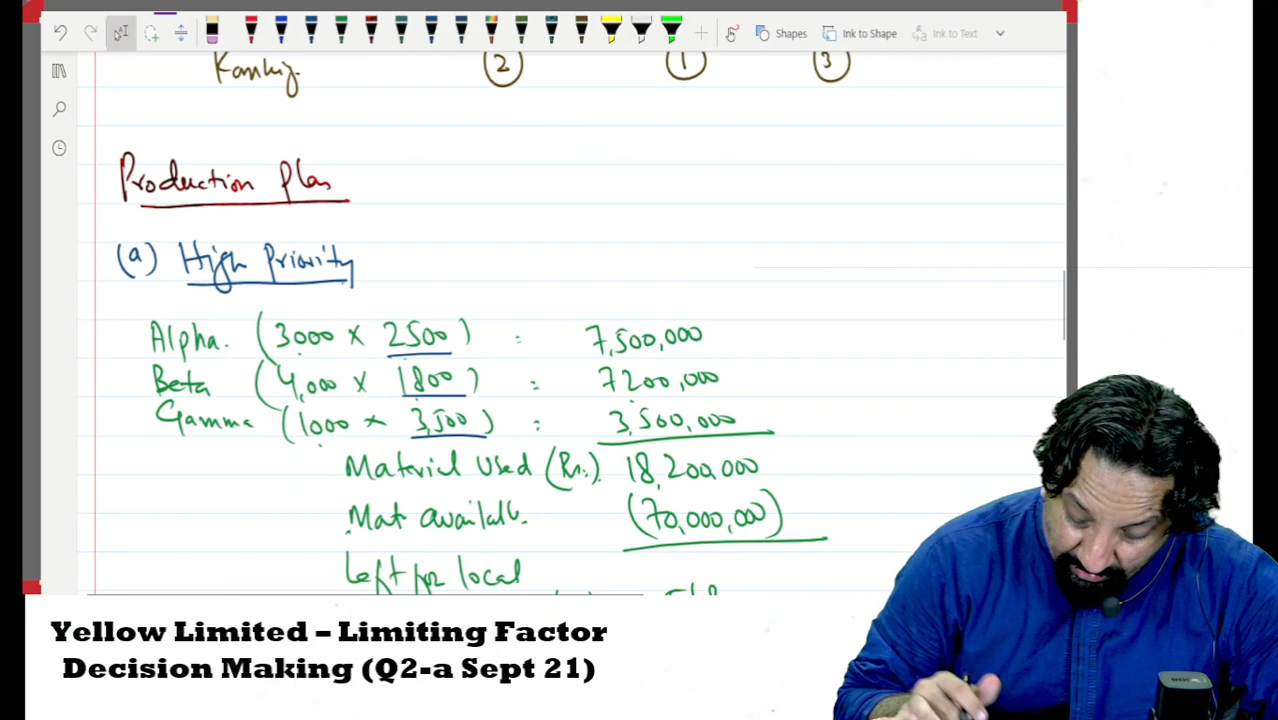 Shapes Ink to Shape Ink to Text
Ranking ② ① ③
Production Plan
(a) High Priority
Alpha. (3000 × 2500) : 7,500,000
Beta (4,000 × 1800) : 7200,000
Gamma (1000 × 3,500) : 3,500,000
Material Used (Rs.) 18,200,000
Mat availabl. (70,000,000)
Left for local
Yellow Limited – Limiting Factor
Decision Making (Q2-a Sept 21)